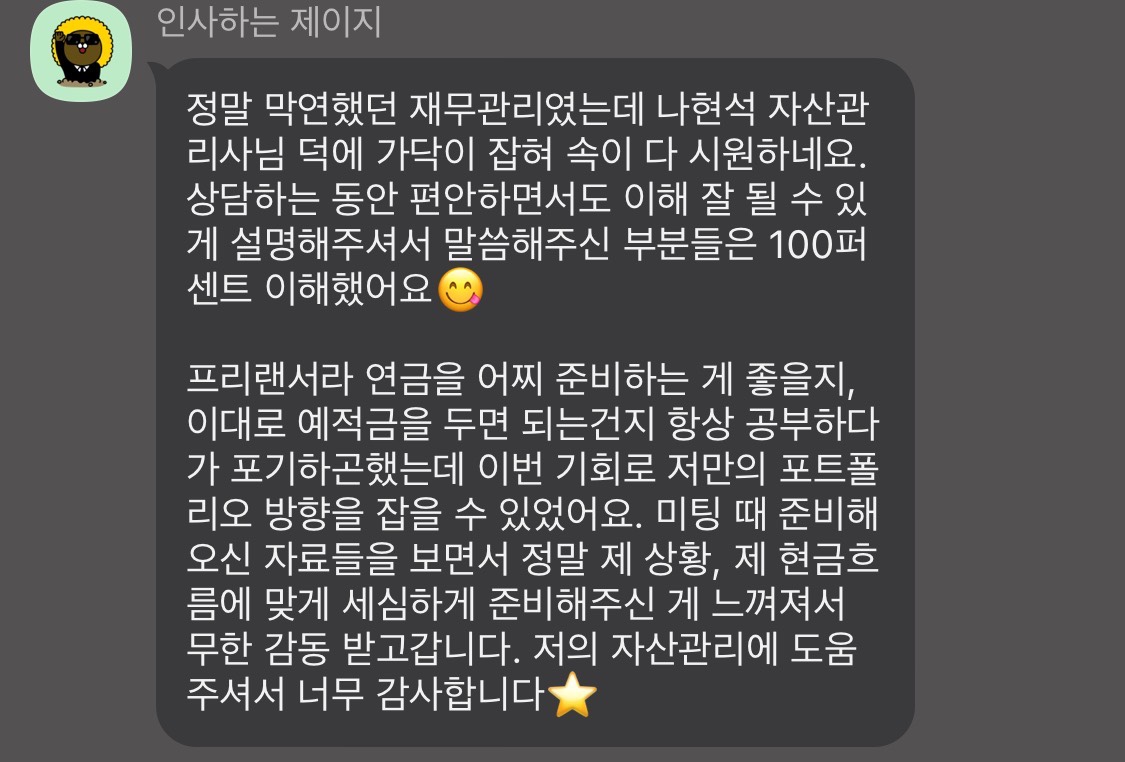 인사하는 제이지
정말 막연했던 재무관리였는데 나현석 자산관
리사님 덕에 가닥이 잡혀 속이 다 시원하네요.
상담하는 동안 편안하면서도 이해 잘 될 수 있
게 설명해주셔서 말씀해주신 부분들은 100퍼
센트 이해했어요😋
프리랜서라 연금을 어찌 준비하는 게 좋을지,
이대로 예적금을 두면 되는건지 항상 공부하다
가 포기하곤했는데 이번 기회로 저만의 포트폴
리오 방향을 잡을 수 있었어요. 미팅 때 준비해
오신 자료들을 보면서 정말 제 상황, 제 현금흐
름에 맞게 세심하게 준비해주신 게 느껴져서
무한 감동 받고갑니다. 저의 자산관리에 도움
주셔서 너무 감사합니다⭐